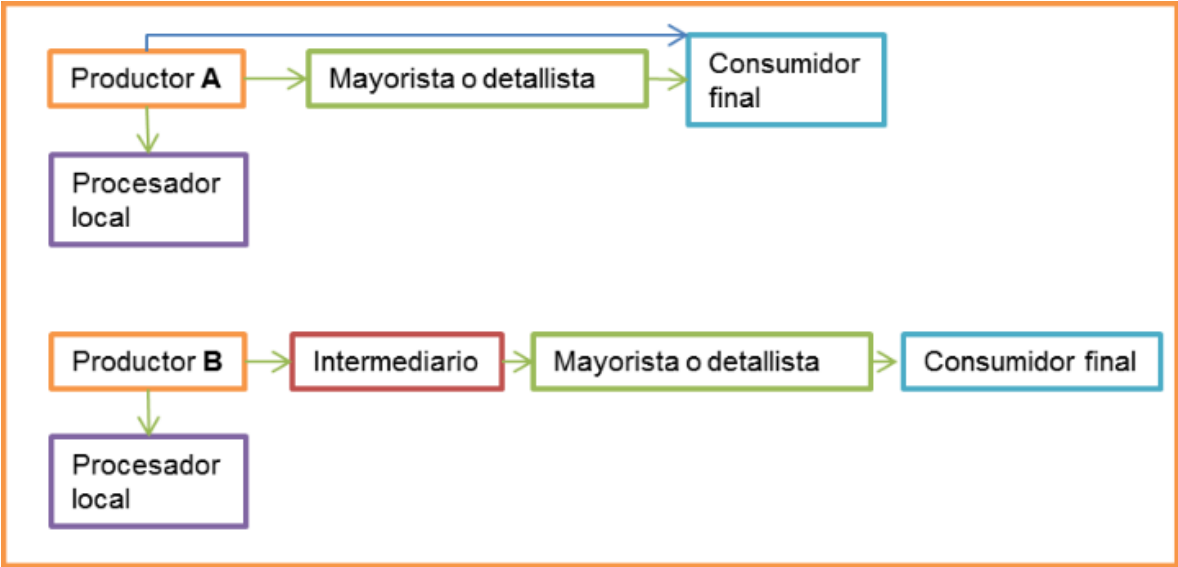 Productor A
Mayorista o detallista
Consumidor
final
Procesador
local
Productor B
Intermediario
Mayorista o detallista
Consumidor final
Procesador
local